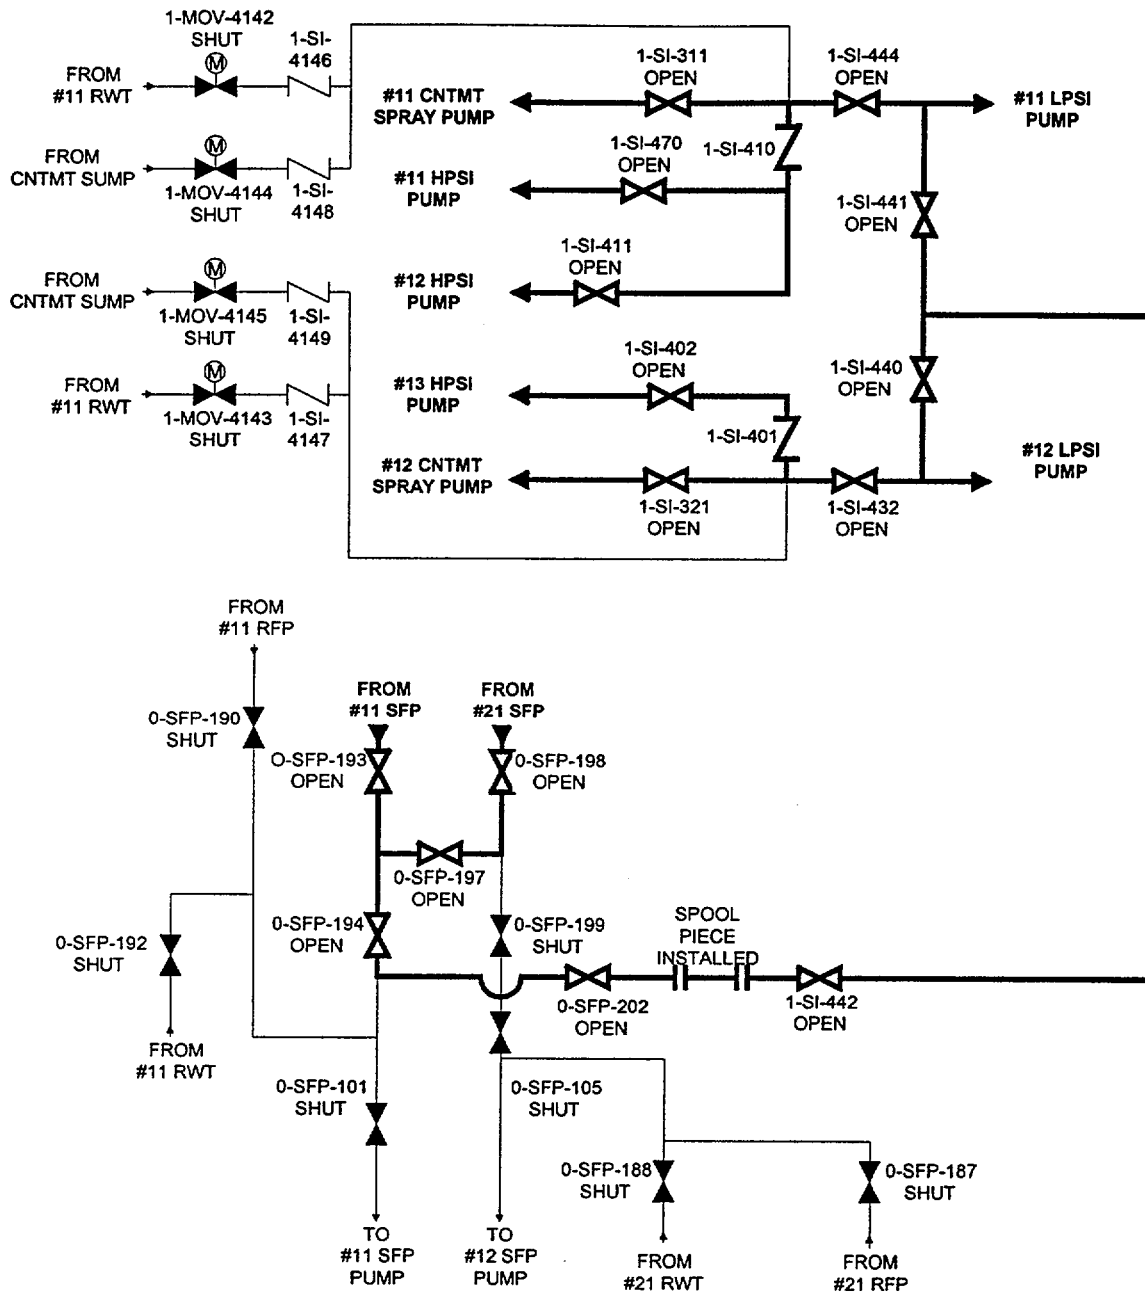 1-MOV-4142
SHUT
1-SI-
4146
M
FROM
#11 RWT
FROM
CNTMT SUMP
M
1-MOV-4144
SHUT
1-SI-
4148
FROM
CNTMT SUMP
M
1-MOV-4145
SHUT
1-SI-
4149
FROM
#11 RWT
M
1-MOV-4143
SHUT
1-SI-
4147
#11 CNTMT
SPRAY PUMP
1-SI-311
OPEN
1-SI-444
OPEN
#11 LPSI
PUMP
1-SI-470
OPEN
1-SI-410
#11 HPSI
PUMP
1-SI-441
OPEN
1-SI-411
OPEN
#12 HPSI
PUMP
1-SI-402
OPEN
1-SI-440
OPEN
#13 HPSI
PUMP
1-SI-401
#12 CNTMT
SPRAY PUMP
#12 LPSI
PUMP
1-SI-321
OPEN
1-SI-432
OPEN
FROM
#11 RFP
0-SFP-190
SHUT
FROM
#11 SFP
FROM
#21 SFP
O-SFP-193
OPEN
0-SFP-198
OPEN
0-SFP-197
OPEN
0-SFP-194
OPEN
0-SFP-199
SHUT
0-SFP-192
SHUT
SPOOL
PIECE
INSTALLED
0-SFP-202
OPEN
1-SI-442
OPEN
FROM
#11 RWT
0-SFP-101
SHUT
0-SFP-105
SHUT
0-SFP-188
SHUT
0-SFP-187
SHUT
TO
#11 SFP
PUMP
TO
#12 SFP
PUMP
FROM
#21 RWT
FROM
#21 RFP